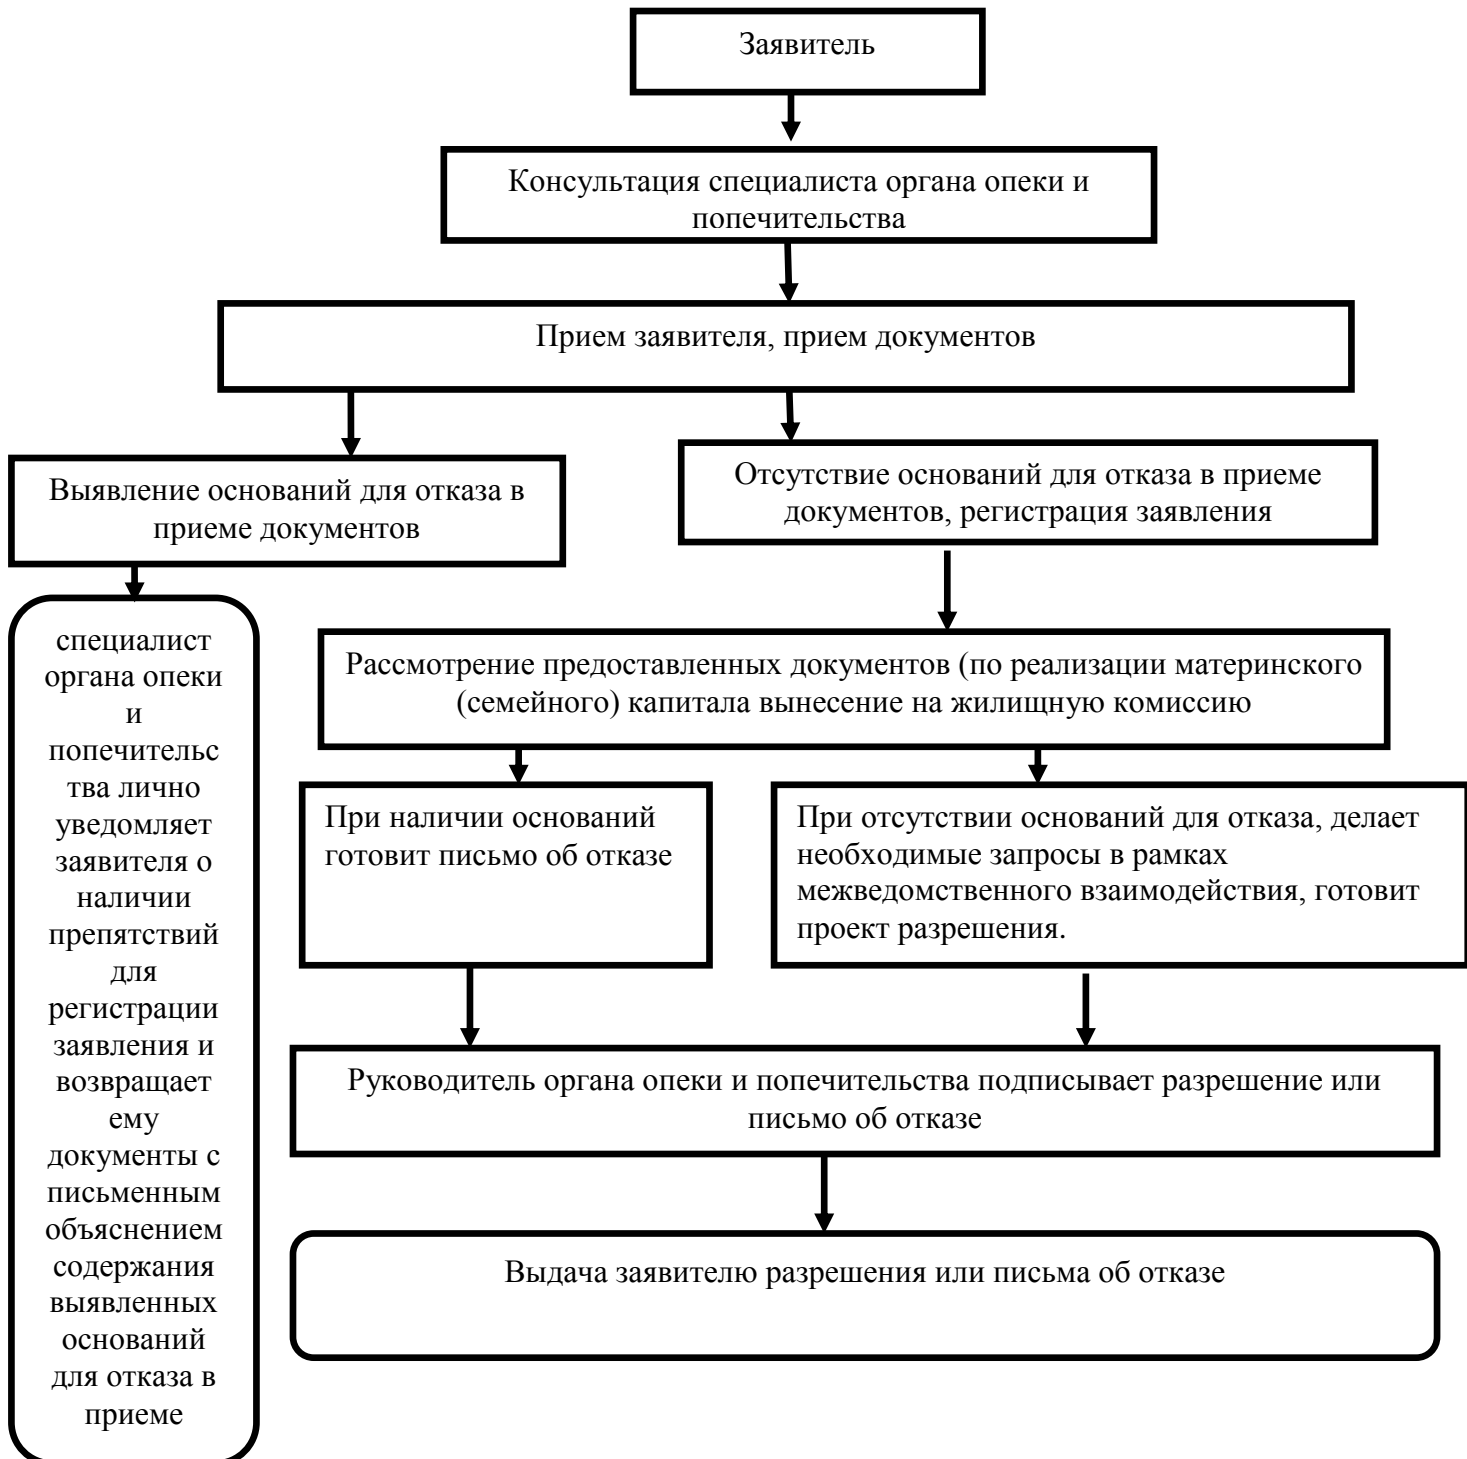 Заявитель
Консультация специалиста органа опеки и
попечительства
Прием заявителя, прием документов
Выявление оснований для отказа в
приеме документов
Отсутствие оснований для отказа в приеме
документов, регистрация заявления
специалист
органа опеки
и
попечительс
тва лично
уведомляет
заявителя о
наличии
препятствий
для
регистрации
заявления и
возвращает
ему
документы с
письменным
объяснением
содержания
выявленных
оснований
для отказа в
приеме
Рассмотрение предоставленных документов (по реализации материнского
(семейного) капитала вынесение на жилищную комиссию
При наличии оснований
готовит письмо об отказе
При отсутствии оснований для отказа, делает
необходимые запросы в рамках
межведомственного взаимодействия, готовит
проект разрешения.
Руководитель органа опеки и попечительства подписывает разрешение или
письмо об отказе
Выдача заявителю разрешения или письма об отказе